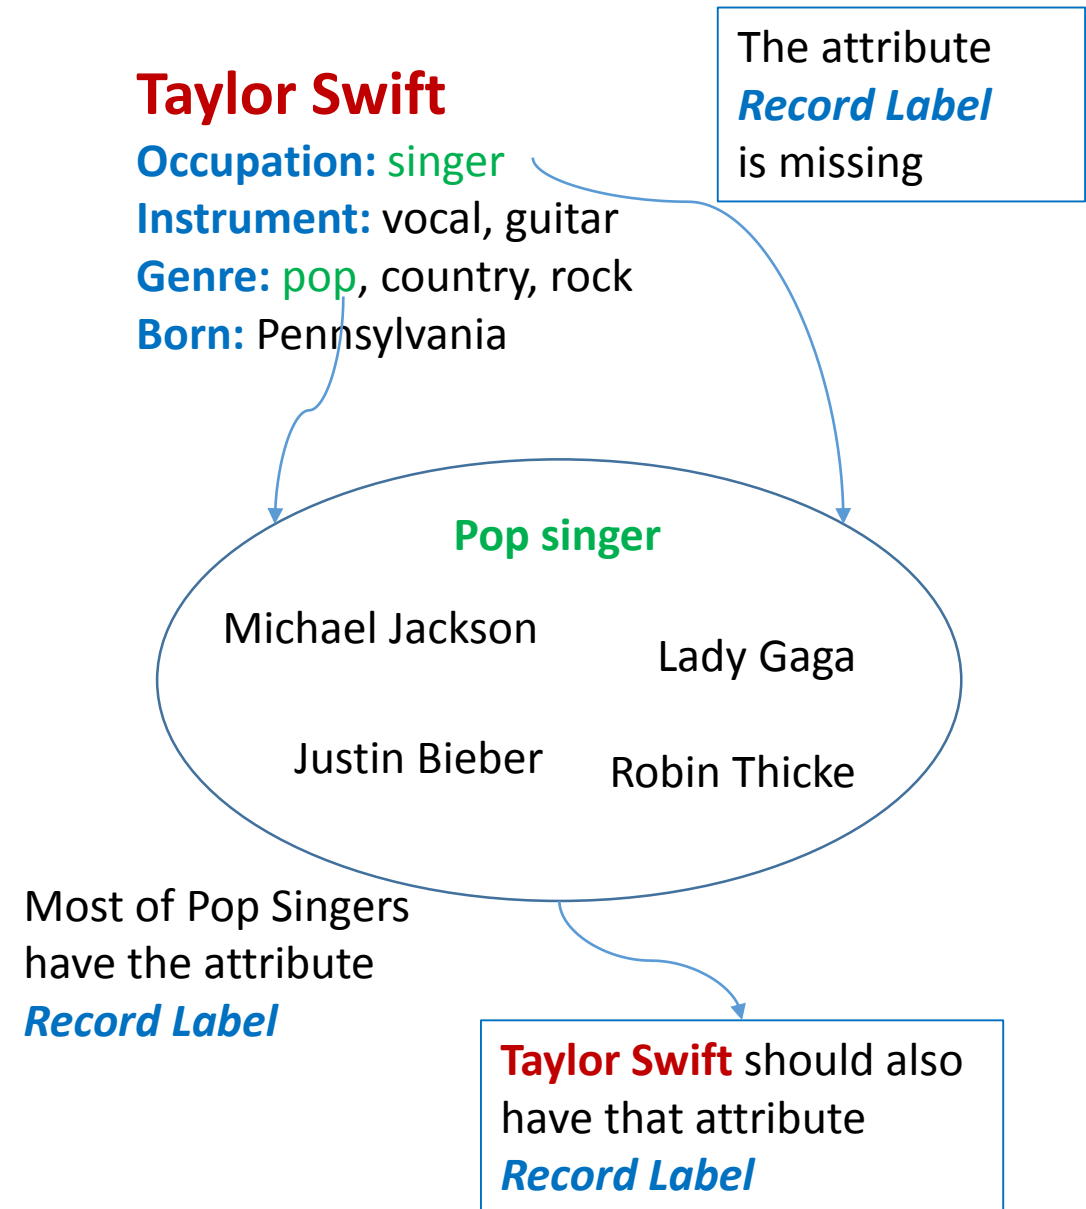 Taylor Swift
Occupation: singer
Instrument: vocal, guitar
Genre: pop, country, rock
Born: Pennsylvania
The attribute
Record Label
is missing
Pop singer
Michael Jackson
Lady Gaga
Justin Bieber
Robin Thicke
Most of Pop Singers
have the attribute
Record Label
Taylor Swift should also
have that attribute
Record Label